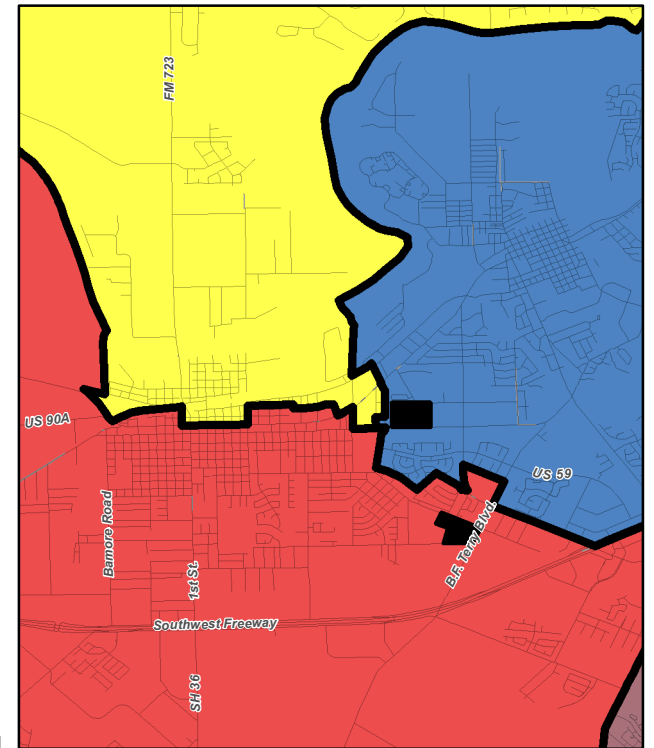 FM 723
US 90A
US 59
Bamore Road
B.F. Terry Blvd.
1st St.
Southwest Freeway
SH 36